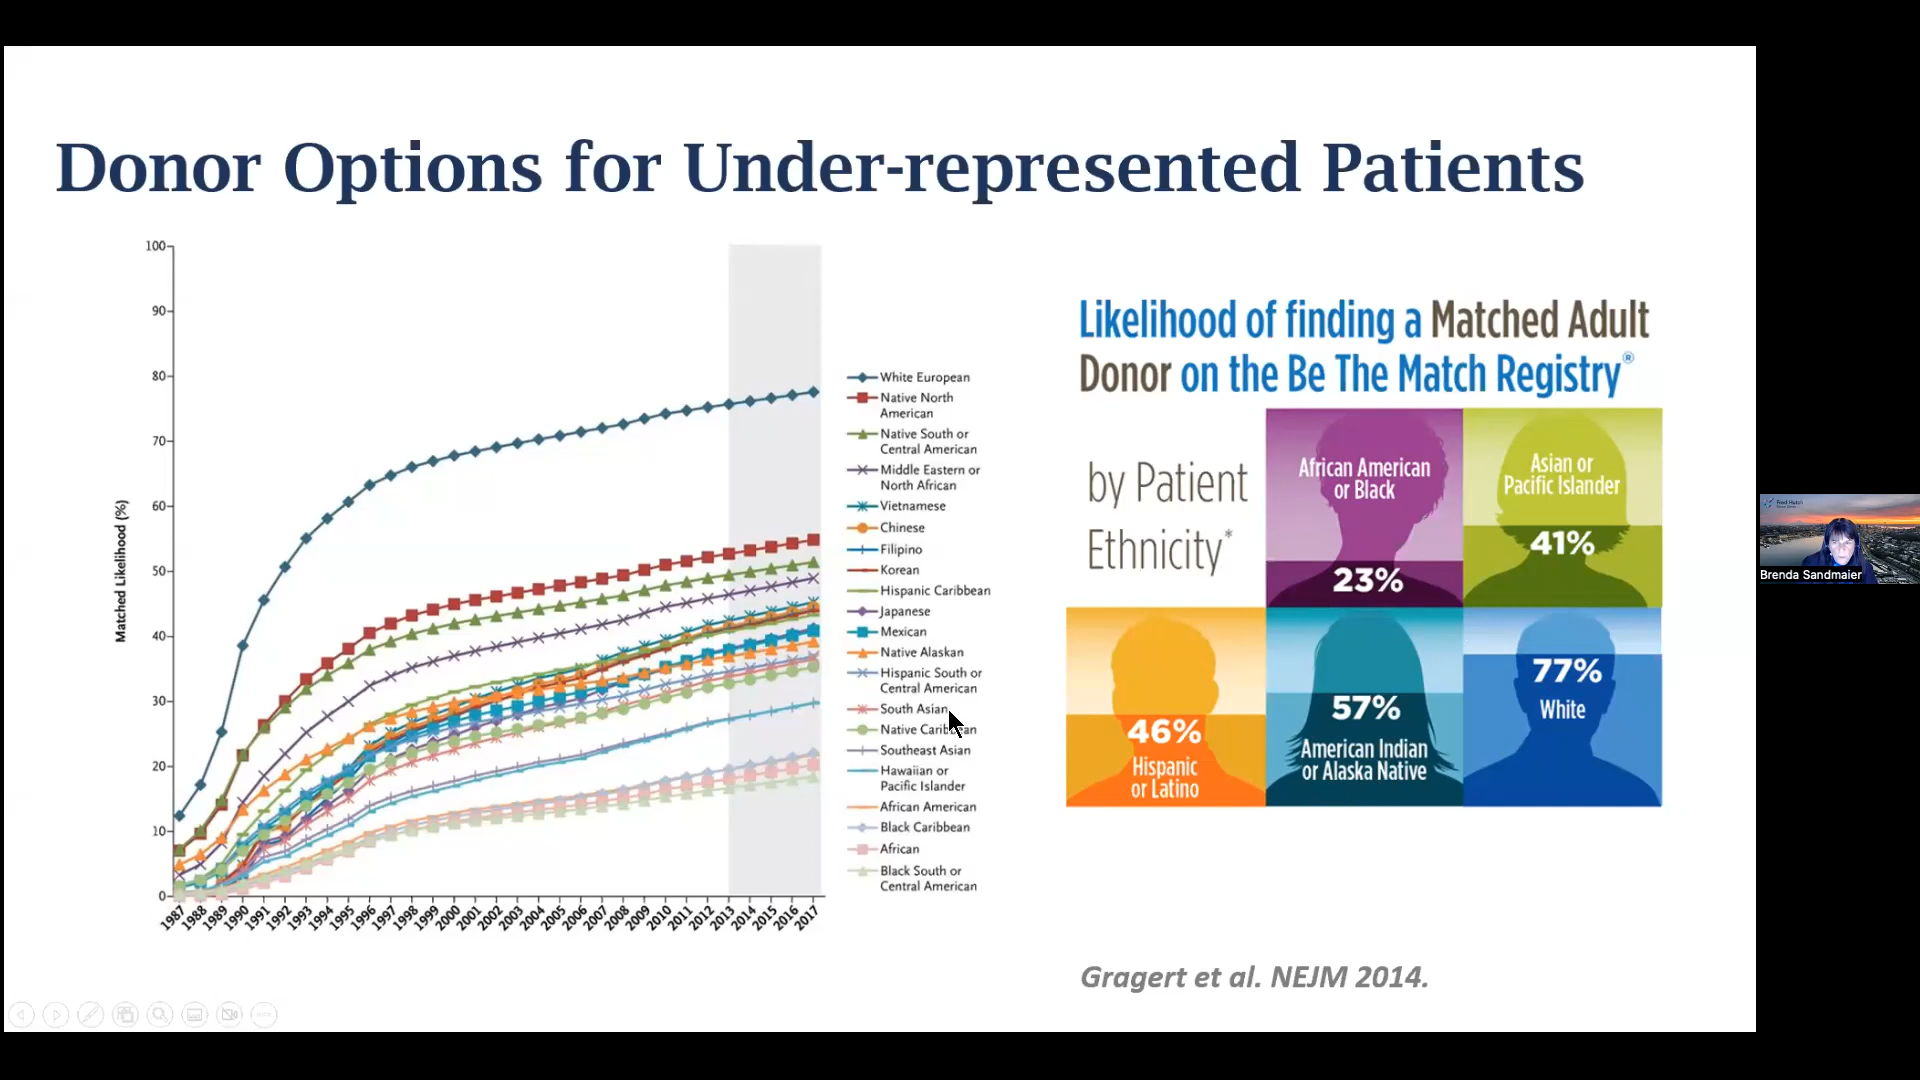 Donor Options for Under-represented Patients
100
90
80
70
60
50
40
30
20
10
0
Matched Likelihood (%)
1987
1988
1989
1990
1991
1992
1993
1994
1995
1996
1997
1998
1999
2000
2001
2002
2003
2004
2005
2006
2007
2008
2009
2010
2011
2012
2013
2014
2015
2016
2017
White European
Native North
American
Native South or
Central American
Middle Eastern or
North African
Vietnamese
Chinese
Filipino
Korean
Hispanic Caribbean
Japanese
Mexican
Native Alaskan
Hispanic South or
Central American
South Asian
Native Caribbean
Southeast Asian
Hawaiian or
Pacific Islander
African American
Black Caribbean
African
Black South or
Central American
Likelihood of finding a Matched Adult
Donor on the Be The Match Registry®
by Patient
Ethnicity*
African American
or Black
23%
Asian or
Pacific Islander
41%
46%
Hispanic
or Latino
57%
American Indian
or Alaska Native
77%
White
Gragert et al. NEJM 2014.
Fred Hutch
Brenda Sandmaier